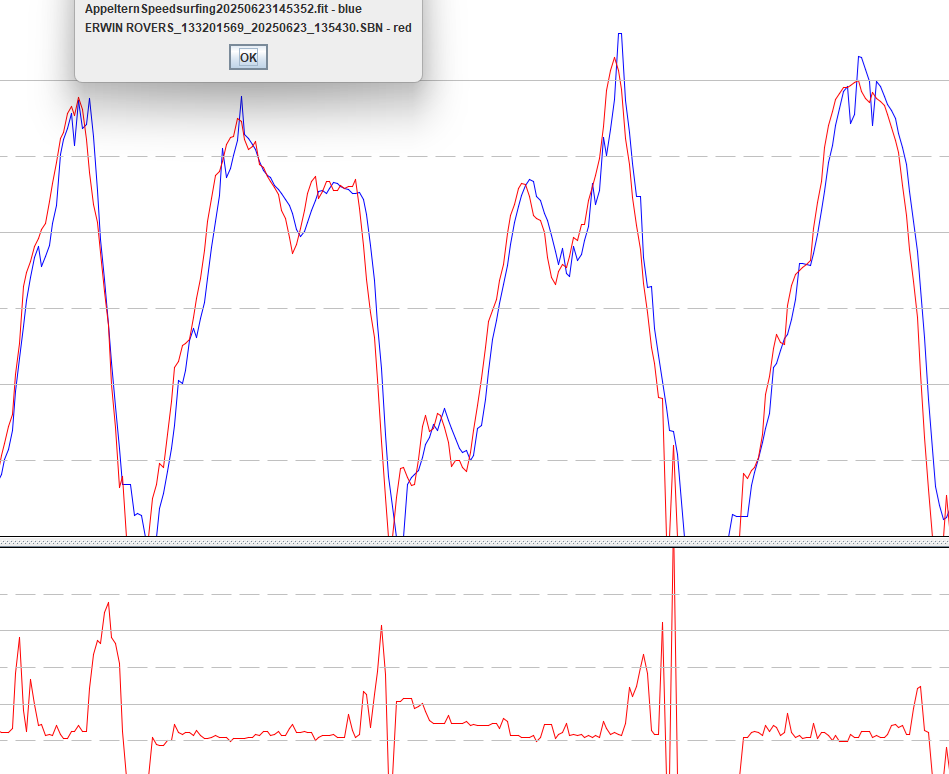 AppelternSpeedsurfing20250623145352.fit - blue
ERWIN ROVERS_133201569_20250623_135430.SBN - red
OK